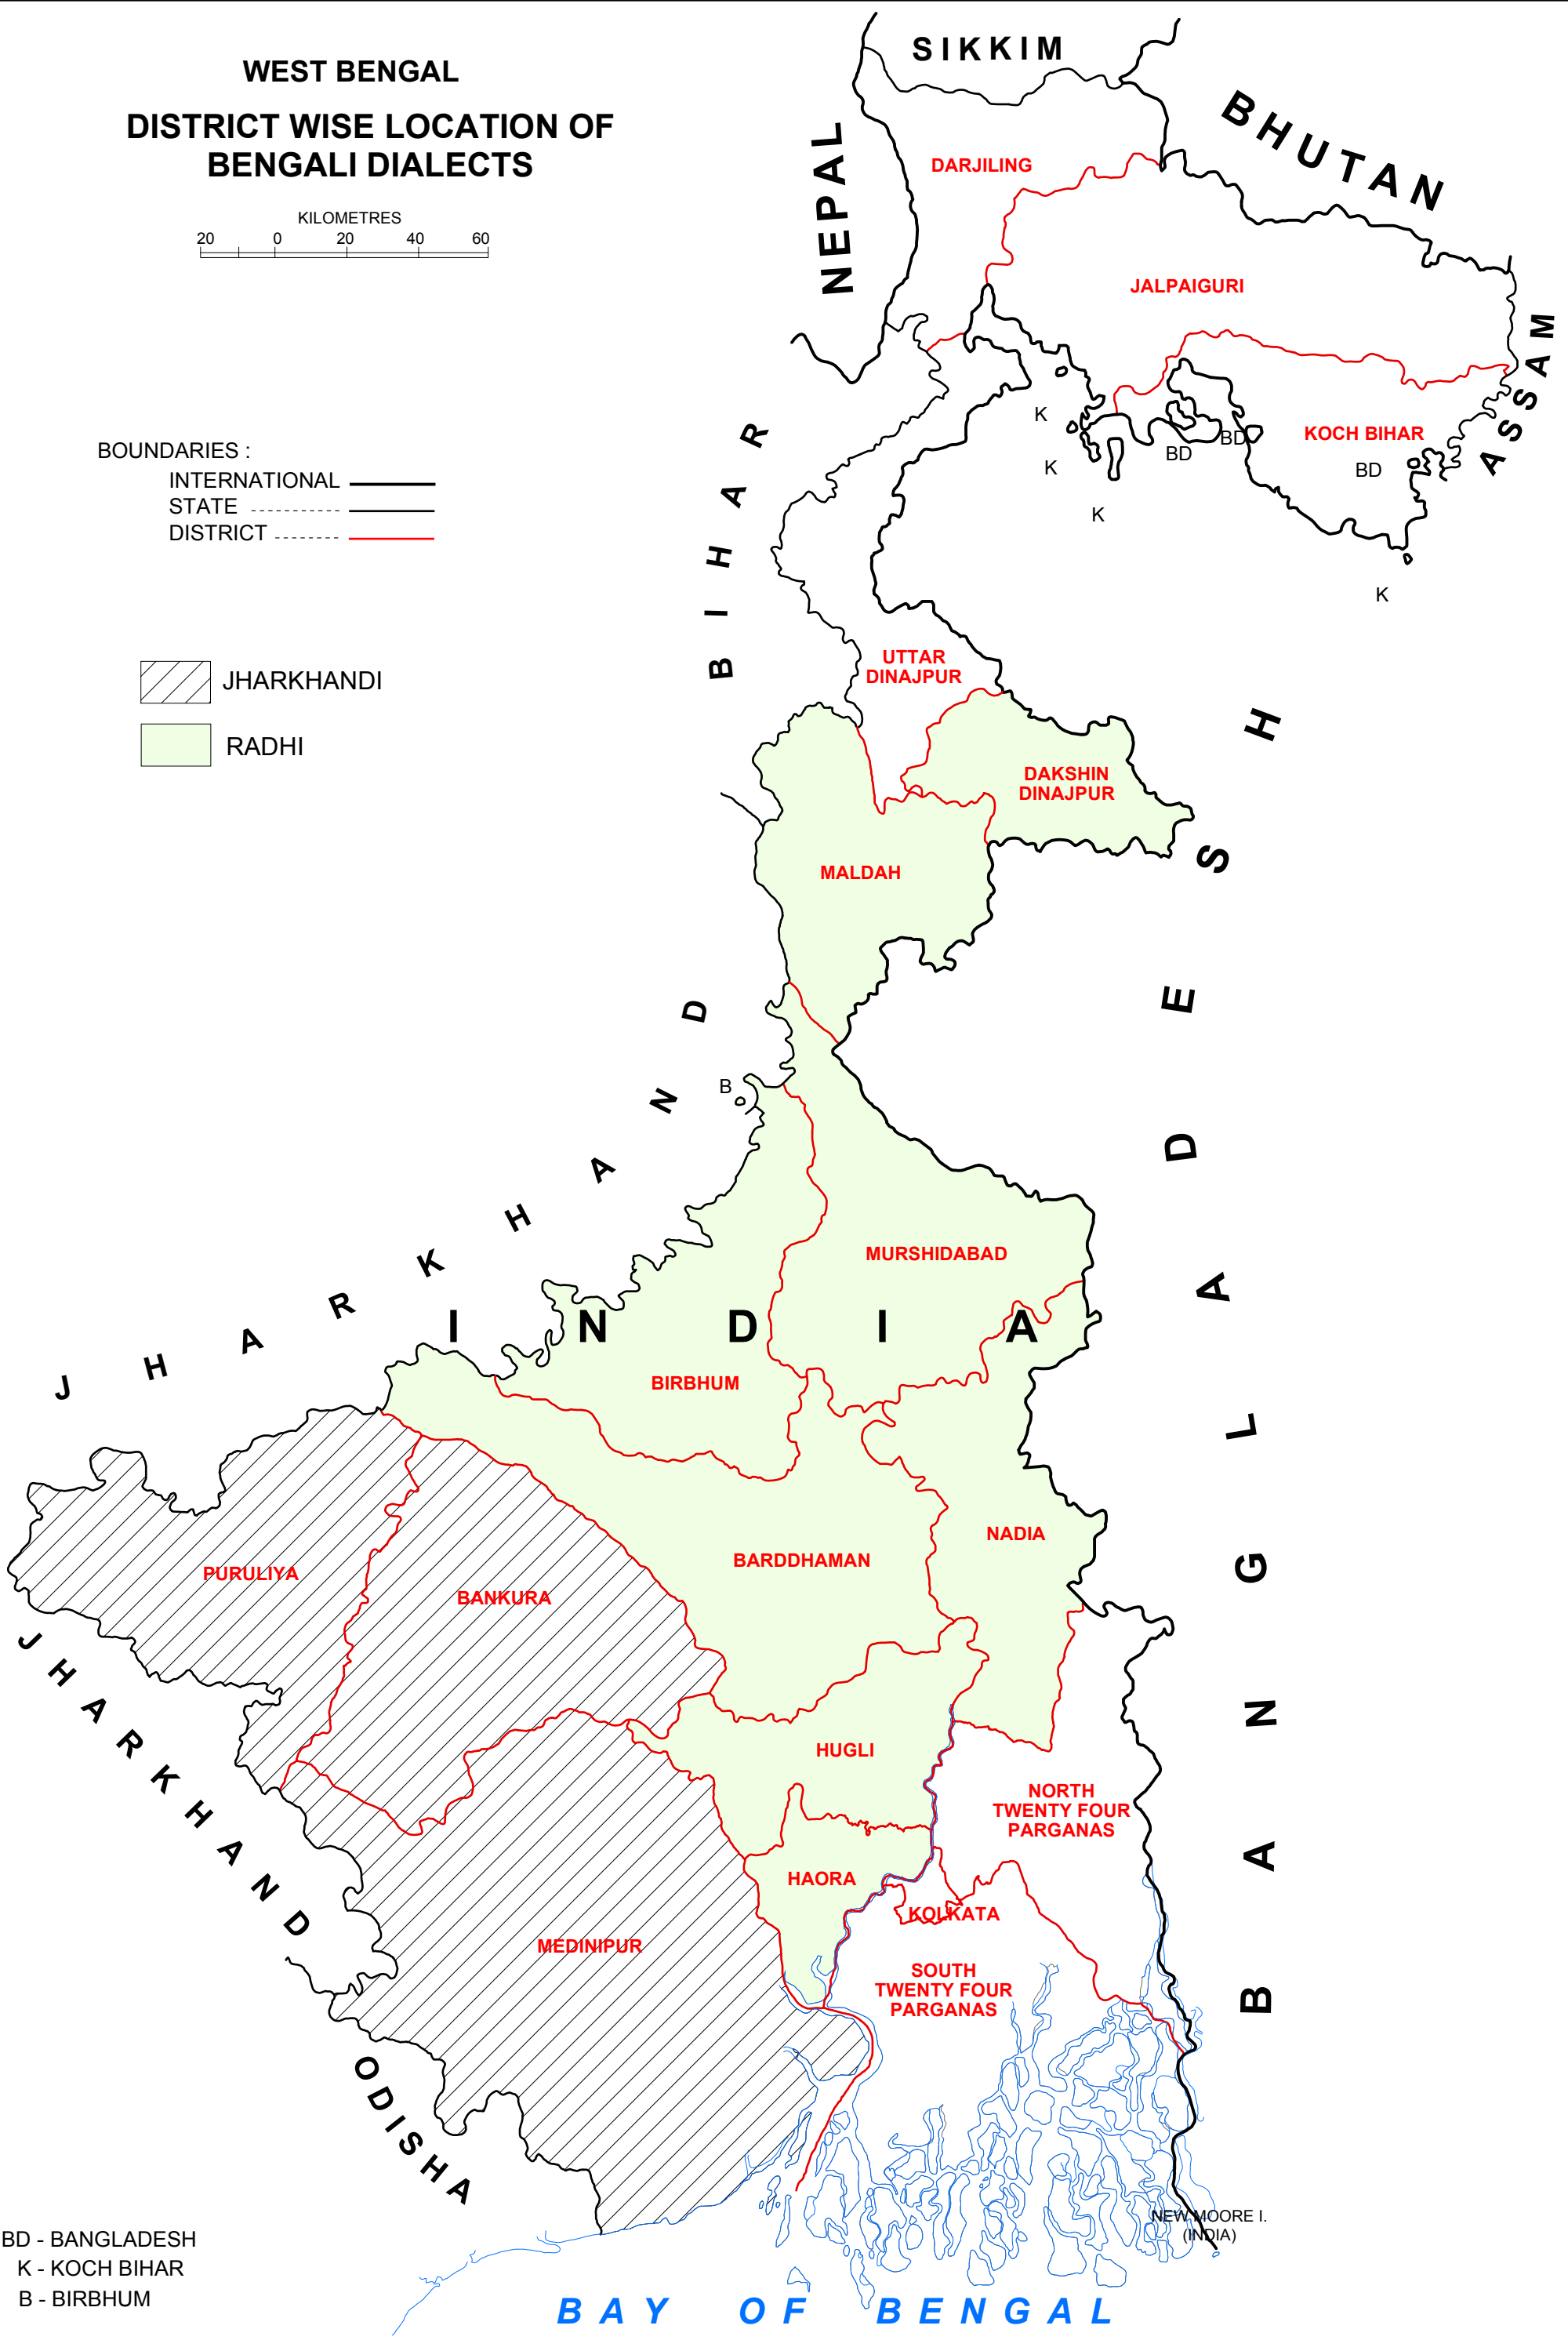 WEST BENGAL
DISTRICT WISE LOCATION OF
BENGALI DIALECTS
KILOMETRES
20 0 20 40 60
BOUNDARIES :
INTERNATIONAL
STATE
DISTRICT
JHARKHANDI
RADHI
SIKKIM
BHUTAN
NEPAL
DARJILING
JALPAIGURI
ASSAM
KOCH BIHAR
K
BD
BD
BD
K
K
K
BIHAR
UTTAR
DINAJPUR
DAKSHIN
DINAJPUR
MALDAH
BANGLADESH
JHARKHAND
B
MURSHIDABAD
INDIA
BIRBHUM
NADIA
BARDDHAMAN
PURULIYA
BANKURA
JHARKHAND
HUGLI
NORTH
TWENTY FOUR
PARGANAS
HAORA
KOLKATA
MEDINIPUR
SOUTH
TWENTY FOUR
PARGANAS
ODISHA
NEW MOORE I.
(INDIA)
BD - BANGLADESH
K - KOCH BIHAR
B - BIRBHUM
BAY OF BENGAL